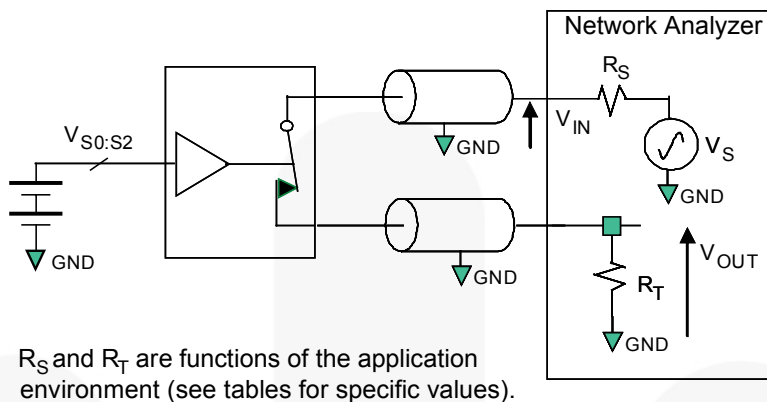 Network Analyzer
R_S
V_S0:S2
V_IN
GND
V_S
GND
GND
V_OUT
GND
R_T
GND
R_S and R_T are functions of the application
environment (see tables for specific values).